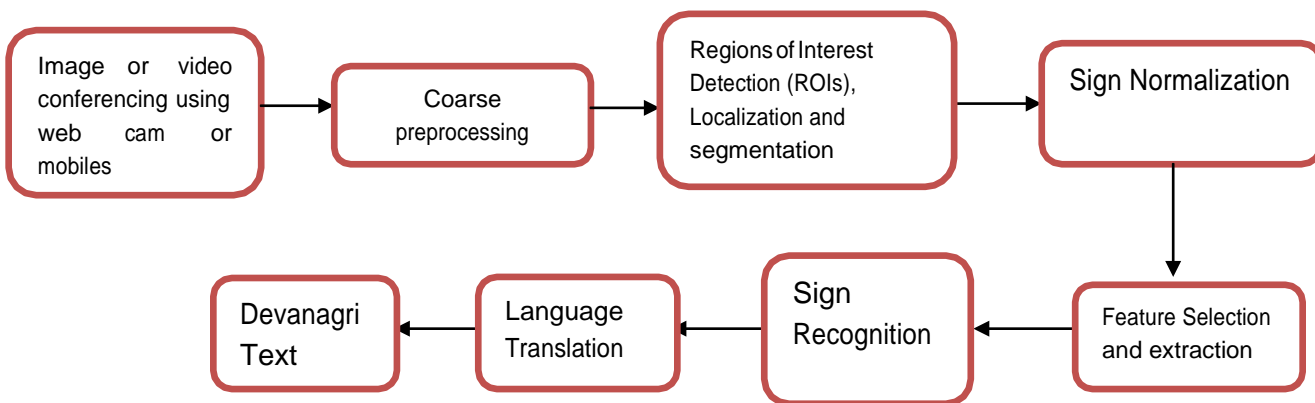 Image or video
conferencing using
web cam or
mobiles
Coarse
preprocessing
Regions of Interest
Detection (ROIs),
Localization and
segmentation
Sign Normalization
Feature Selection
and extraction
Sign
Recognition
Language
Translation
Devanagri
Text